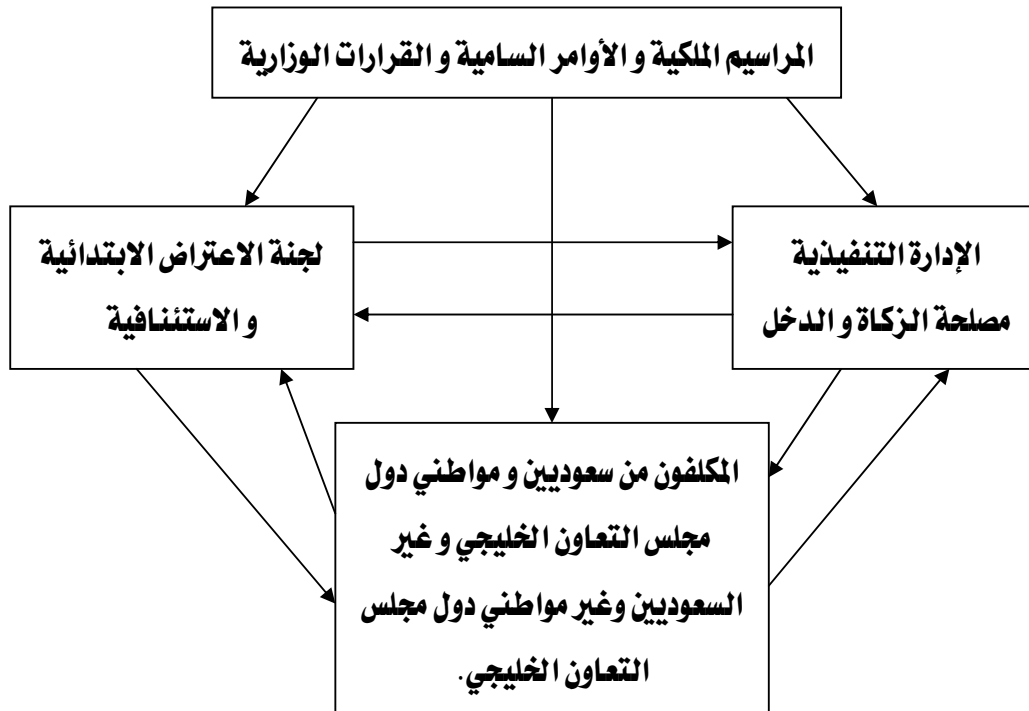 المراسيم الملكية و الأوامر السامية و القرارات الوزارية
الإدارة التنفيذية
مصلحة الزكاة و الدخل
لجنة الاعتراض الابتدائية
و الاستئنافية
المكلفون من سعوديين و مواطني دول
مجلس التعاون الخليجي و غير
السعوديين وغير مواطني دول مجلس
التعاون الخليجي.